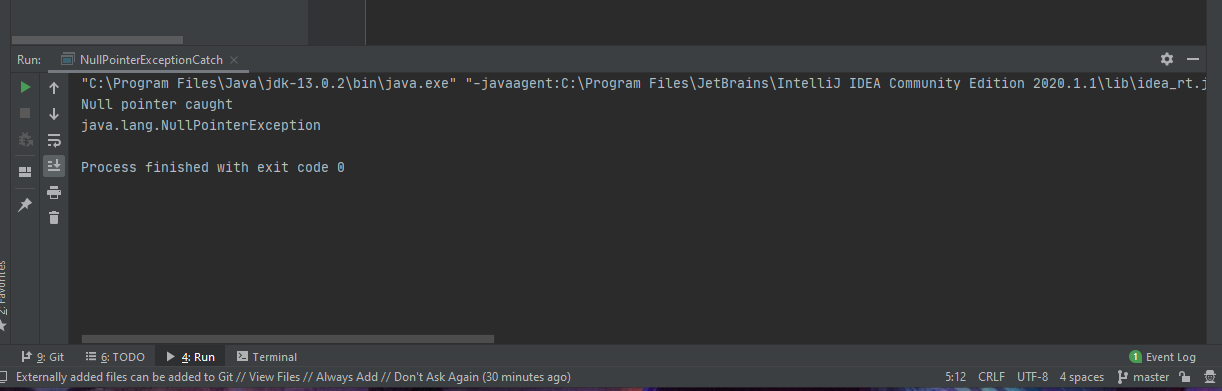 Run: NullPointerExceptionCatch
"C:\Program Files\Java\jdk-13.0.2\bin\java.exe" "-javaagent:C:\Program Files\JetBrains\IntelliJ IDEA Community Edition 2020.1.1\lib\idea_rt.j
Null pointer caught
java.lang.NullPointerException
Process finished with exit code 0
2: Favorites
9: Git 6: TODO 4: Run Terminal 1 Event Log
Externally added files can be added to Git // View Files // Always Add // Don't Ask Again (30 minutes ago) 5:12 CRLF UTF-8 4 spaces master